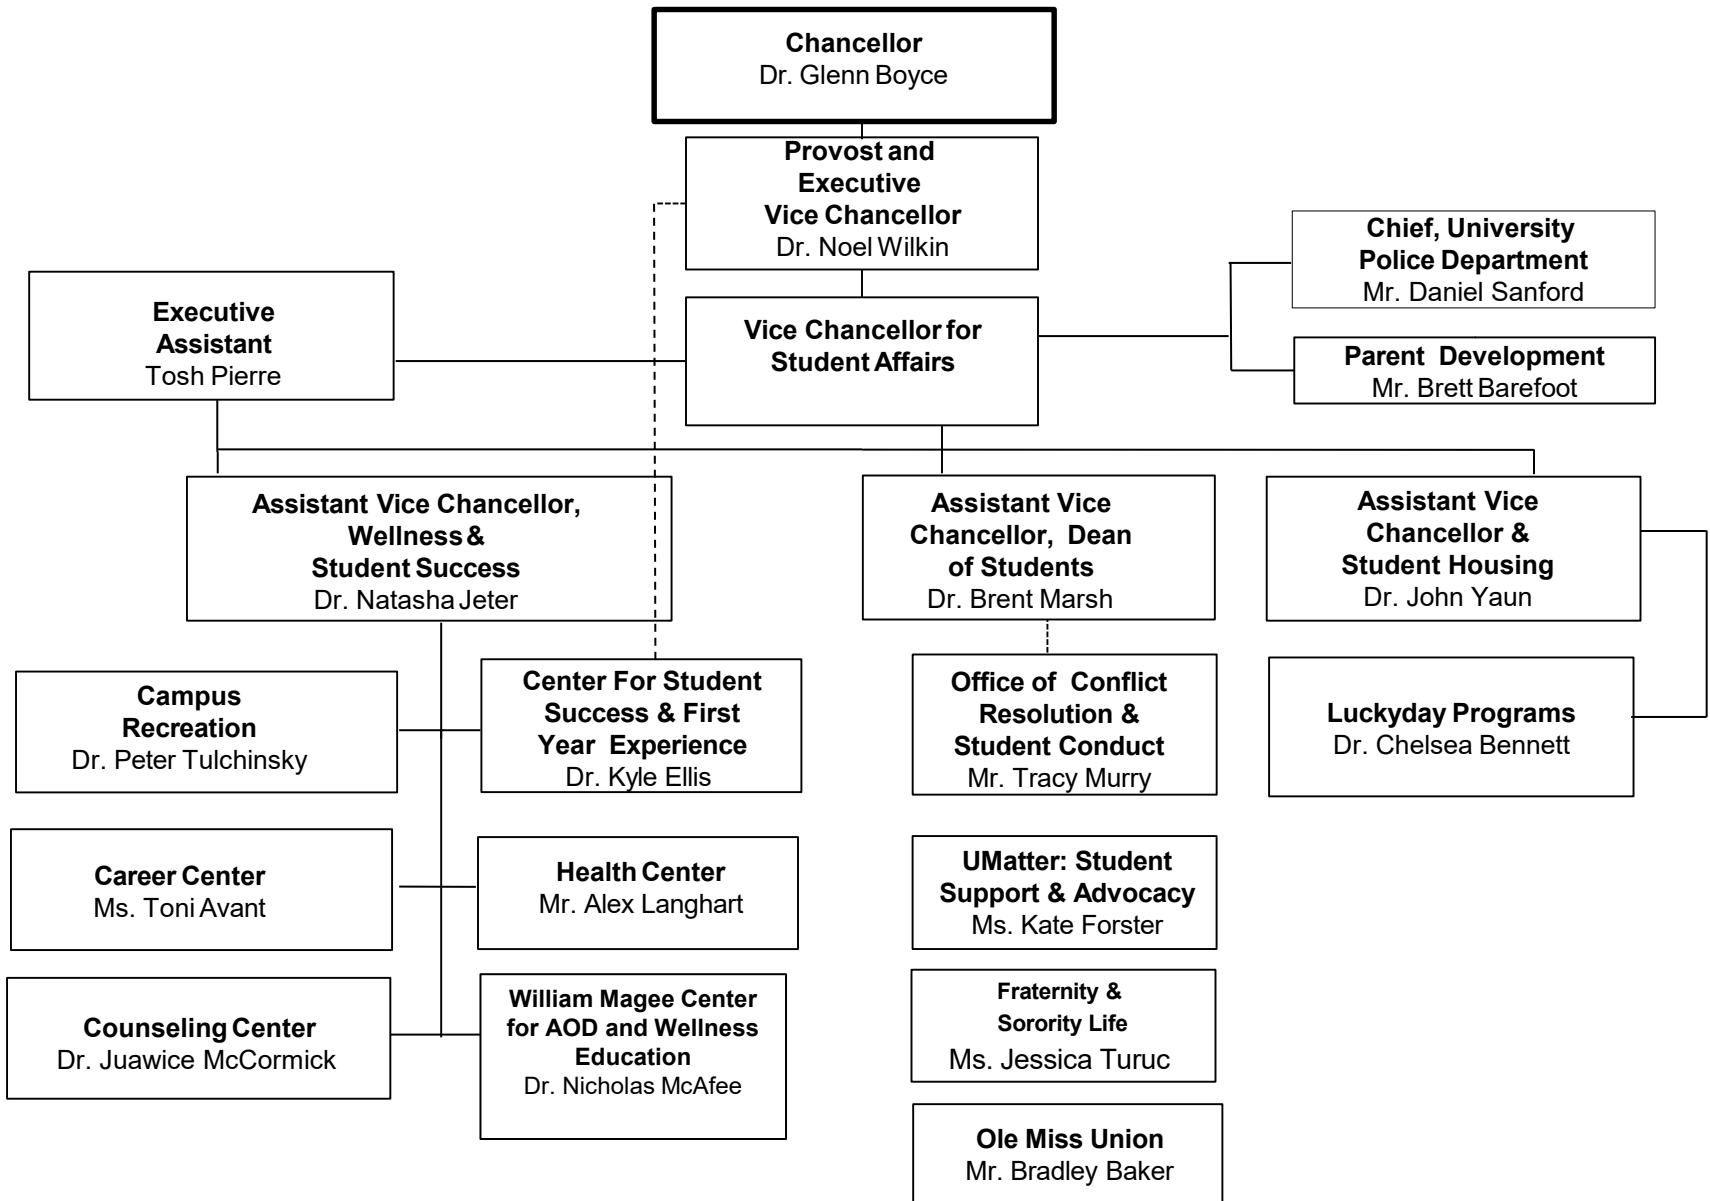 Chancellor
Dr. Glenn Boyce
Provost and
Executive
Vice Chancellor
Dr. Noel Wilkin
Chief, University
Police Department
Mr. Daniel Sanford
Executive
Assistant
Tosh Pierre
Vice Chancellor for
Student Affairs
Parent Development
Mr. Brett Barefoot
Assistant Vice Chancellor,
Wellness &
Student Success
Dr. Natasha Jeter
Assistant Vice
Chancellor, Dean
of Students
Dr. Brent Marsh
Assistant Vice
Chancellor &
Student Housing
Dr. John Yaun
Campus
Recreation
Dr. Peter Tulchinsky
Center For Student
Success & First
Year Experience
Dr. Kyle Ellis
Office of Conflict
Resolution &
Student Conduct
Mr. Tracy Murry
Luckyday Programs
Dr. Chelsea Bennett
Career Center
Ms. Toni Avant
Health Center
Mr. Alex Langhart
UMatter: Student
Support & Advocacy
Ms. Kate Forster
Counseling Center
Dr. Juawice McCormick
William Magee Center
for AOD and Wellness
Education
Dr. Nicholas McAfee
Fraternity &
Sorority Life
Ms. Jessica Turuc
Ole Miss Union
Mr. Bradley Baker